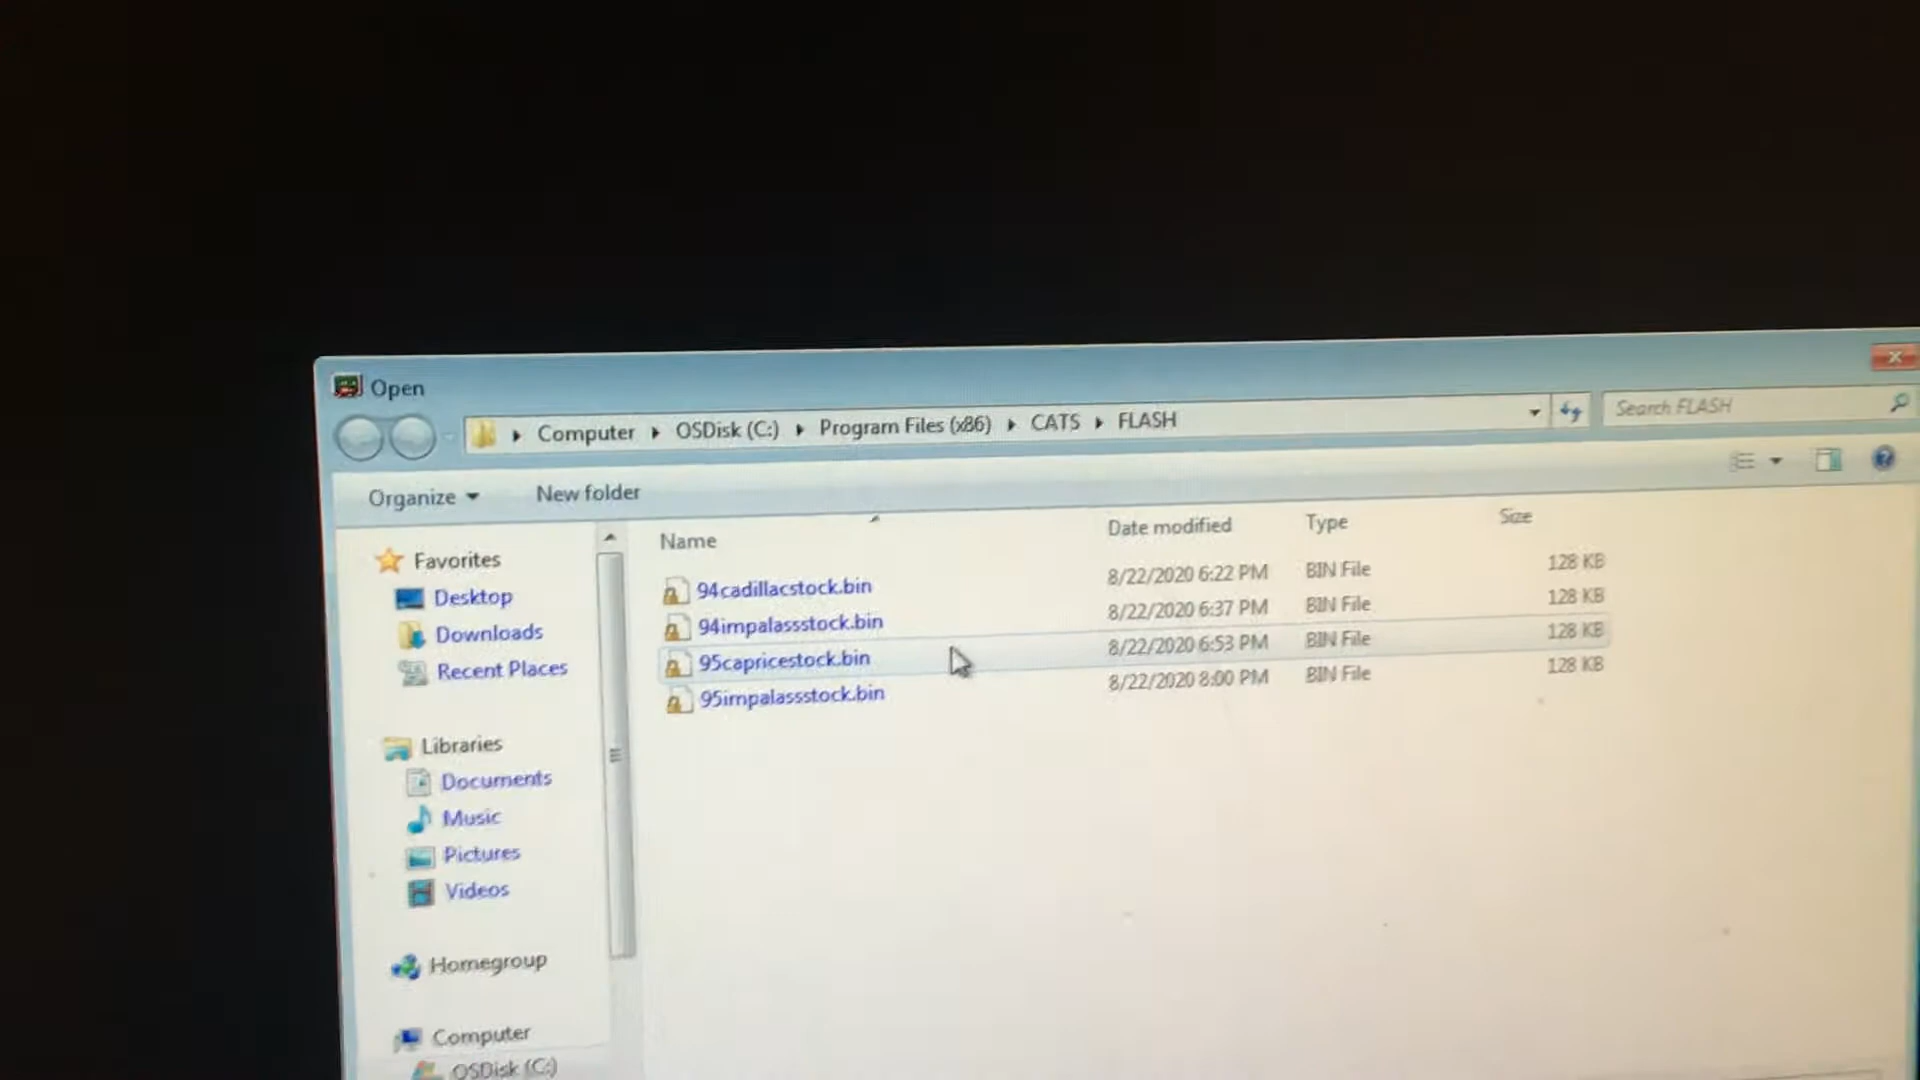 Open
Computer OSDisk (C:) Program Files (x86) CATS FLASH
Search FLASH
Organize New folder
Name Date modified Type Size
94cadillacstock.bin 8/22/2020 6:22 PM BIN File 128 KB
94impalassstock.bin 8/22/2020 6:37 PM BIN File 128 KB
95capricestock.bin 8/22/2020 6:53 PM BIN File 128 KB
95impalassstock.bin 8/22/2020 8:00 PM BIN File 128 KB
Favorites
Desktop
Downloads
Recent Places
Libraries
Documents
Music
Pictures
Videos
Homegroup
Computer
OSDisk (C:)